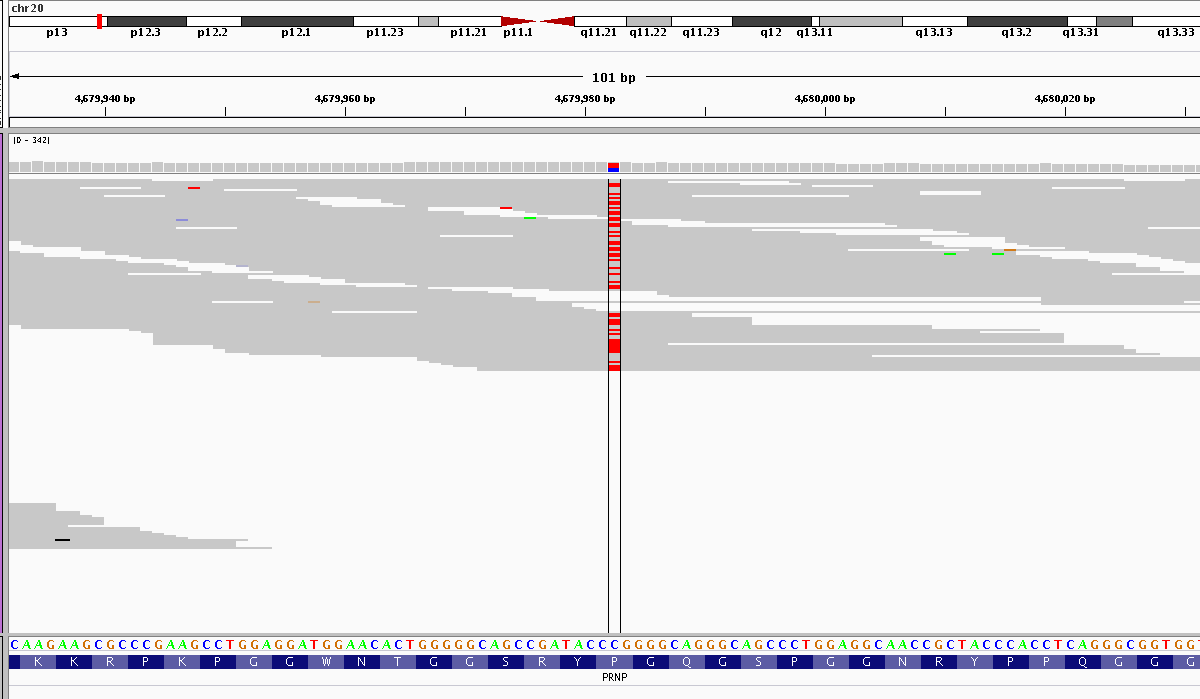 chr20
p13 p12.3 p12.2 p12.1 p11.23 p11.21 p11.1 q11.21 q11.22 q11.23 q12 q13.11 q13.13 q13.2 q13.31 q13.33
101 bp
4,679,940 bp 4,679,960 bp 4,679,980 bp 4,680,000 bp 4,680,020 bp
[0 - 342]
CAAGAAGCGCCCGAAGCCTGGAGGATGGAACACTGGGGGCAGCCGATACCCGGGGCAGGGCAGCCCTGGAGGCAACCGCTACCCACCTCAGGGCGGTGGT
K K R P K P G G W N T G G S R Y P G Q G S P G G N R Y P P Q G G G
PRNP